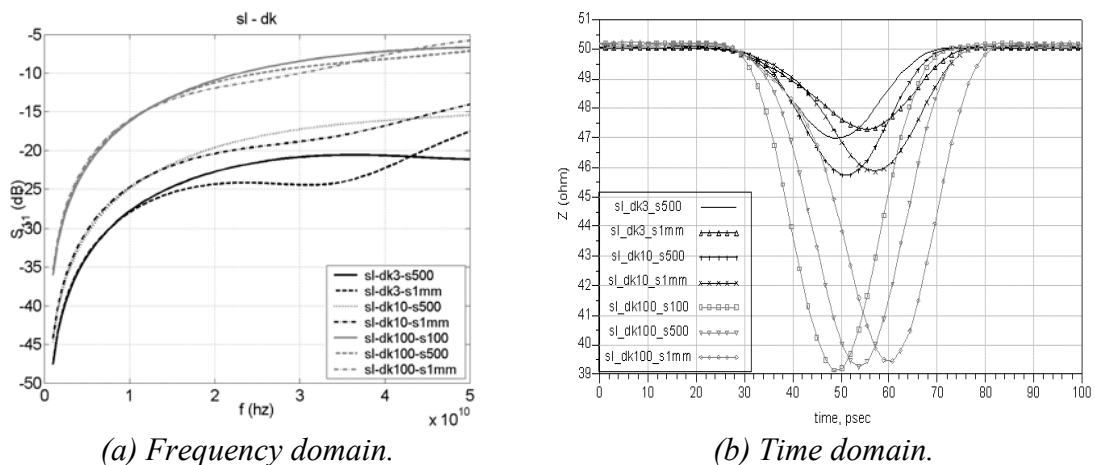 sl - dk
-5
-10
-15
-20
-25
-30
-35
-40
-45
-50
S11 (dB)
sl-dk3-s500
sl-dk3-s1mm
sl-dk10-s500
sl-dk10-s1mm
sl-dk100-s100
sl-dk100-s500
sl-dk100-s1mm
0 1 2 3 4 5
f (hz)
x 10^10
(a) Frequency domain.
51
50
49
48
47
46
45
44
43
42
41
40
39
Z (ohm)
sl_dk3_s500
sl_dk3_s1mm
sl_dk10_s500
sl_dk10_s1mm
sl_dk100_s100
sl_dk100_s500
sl_dk100_s1mm
0 10 20 30 40 50 60 70 80 90 100
time, psec
(b) Time domain.